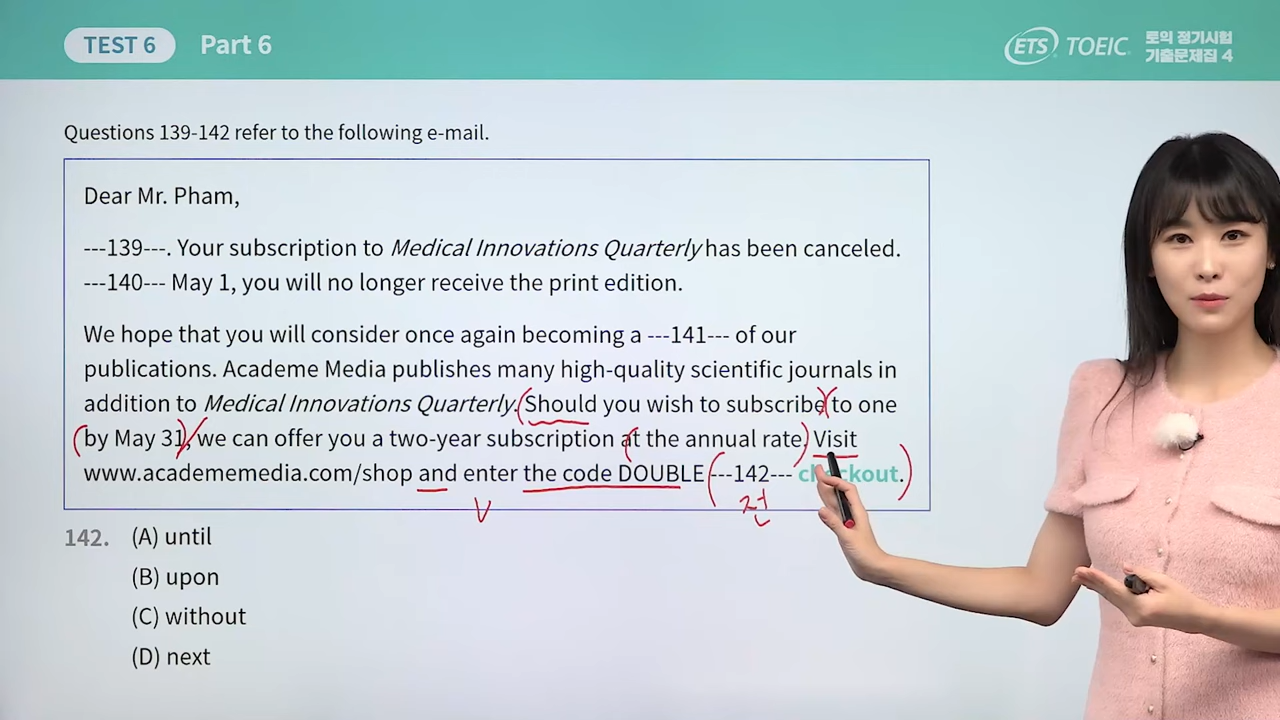 TEST 6
Part 6
ETS TOEIC
토익 정기시험
기출문제집 4
Questions 139-142 refer to the following e-mail.
Dear Mr. Pham,
---139---. Your subscription to Medical Innovations Quarterly has been canceled.
---140--- May 1, you will no longer receive the print edition.
We hope that you will consider once again becoming a ---141--- of our
publications. Academe Media publishes many high-quality scientific journals in
addition to Medical Innovations Quarterly. Should you wish to subscribe to one
by May 31, we can offer you a two-year subscription at the annual rate. Visit
www.academemedia.com/shop and enter the code DOUBLE ---142--- checkout.
V
전
142.
(A) until
(B) upon
(C) without
(D) next